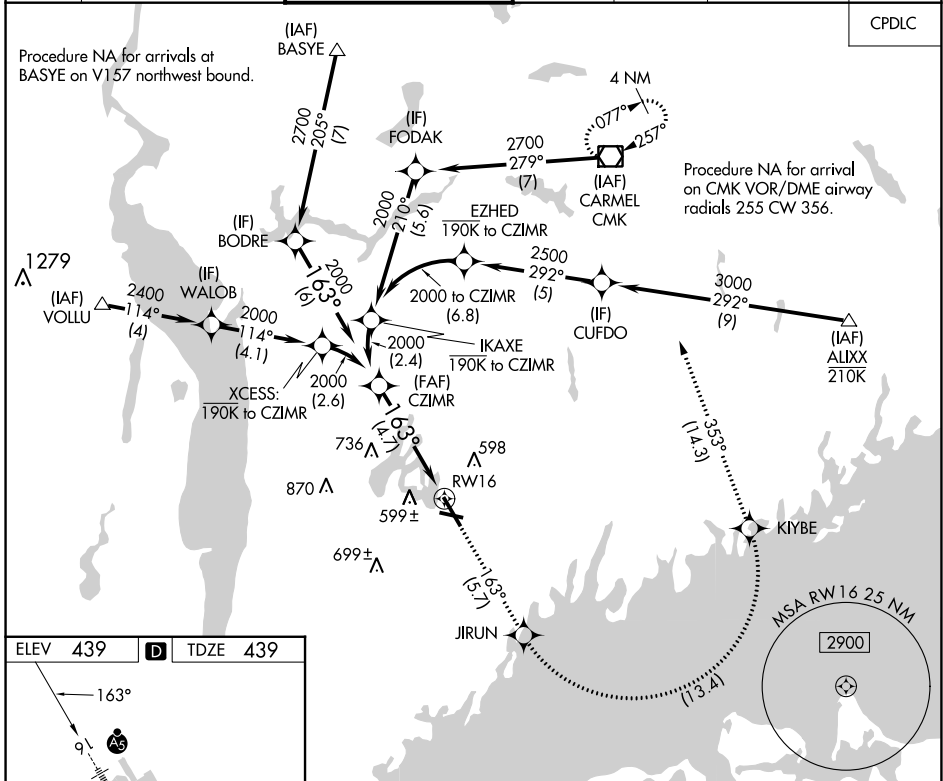 CPDLC
Procedure NA for arrivals at
BASYE on V157 northwest bound.
(IAF)
BASYE
2700
205°
(7)
(IF)
FODAK
4 NM
077°
257°
2700
279°
(7)
(IAF)
CARMEL
CMK
Procedure NA for arrival
on CMK VOR/DME airway
radials 255 CW 356.
2000
210°
(5.6)
EZHED
190K to CZIMR
(IF)
BODRE
2000
163°
(6)
2500
292°
(5)
3000
292°
(9)
2000 to CZIMR
(6.8)
(IF)
CUFDO
1279
(IF)
WALOB
(IAF)
VOLLU
2400
114°
(4)
2000
114°
(4.1)
IKAXE
190K to CZIMR
2000
(2.4)
(IAF)
ALIXX
210K
XCESS:
190K to CZIMR
2000
(2.6)
(FAF)
CZIMR
163°
(4.7)
736
598
RW16
870
599±
699±
353°
(14.3)
KIYBE
163°
(5.7)
JIRUN
(13.4)
MSA RW16 25 NM
2900
ELEV 439
D
TDZE 439
163°
16
A5